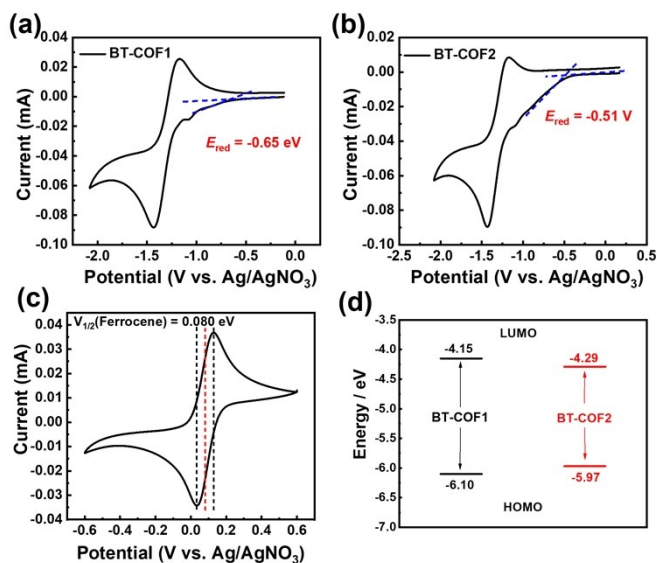 (a)
BT-COF1
E_red = -0.65 eV
0.04
0.02
0.00
-0.02
-0.04
-0.06
-0.08
-0.10
Current (mA)
-2.0 -1.5 -1.0 -0.5 0.0
Potential (V vs. Ag/AgNO₃
(b)
BT-COF2
E_red = -0.51 V
0.02
0.00
-0.02
-0.04
-0.06
-0.08
-0.10
Current (mA)
-2.5 -2.0 -1.5 -1.0 -0.5 0.0 0.5
Potential (V vs. Ag/AgNO₃
(c)
V₁/₂(Ferrocene) = 0.080 eV
0.04
0.03
0.02
0.01
0.00
-0.01
-0.02
-0.03
-0.04
Current (mA)
-0.6 -0.4 -0.2 0.0 0.2 0.4 0.6
Potential (V vs. Ag/AgNO₃
(d)
-3.5
-4.0
-4.5
-5.0
-5.5
-6.0
-6.5
-7.0
Energy / eV
LUMO
-4.15
-4.29
BT-COF1
BT-COF2
-6.10
-5.97
HOMO